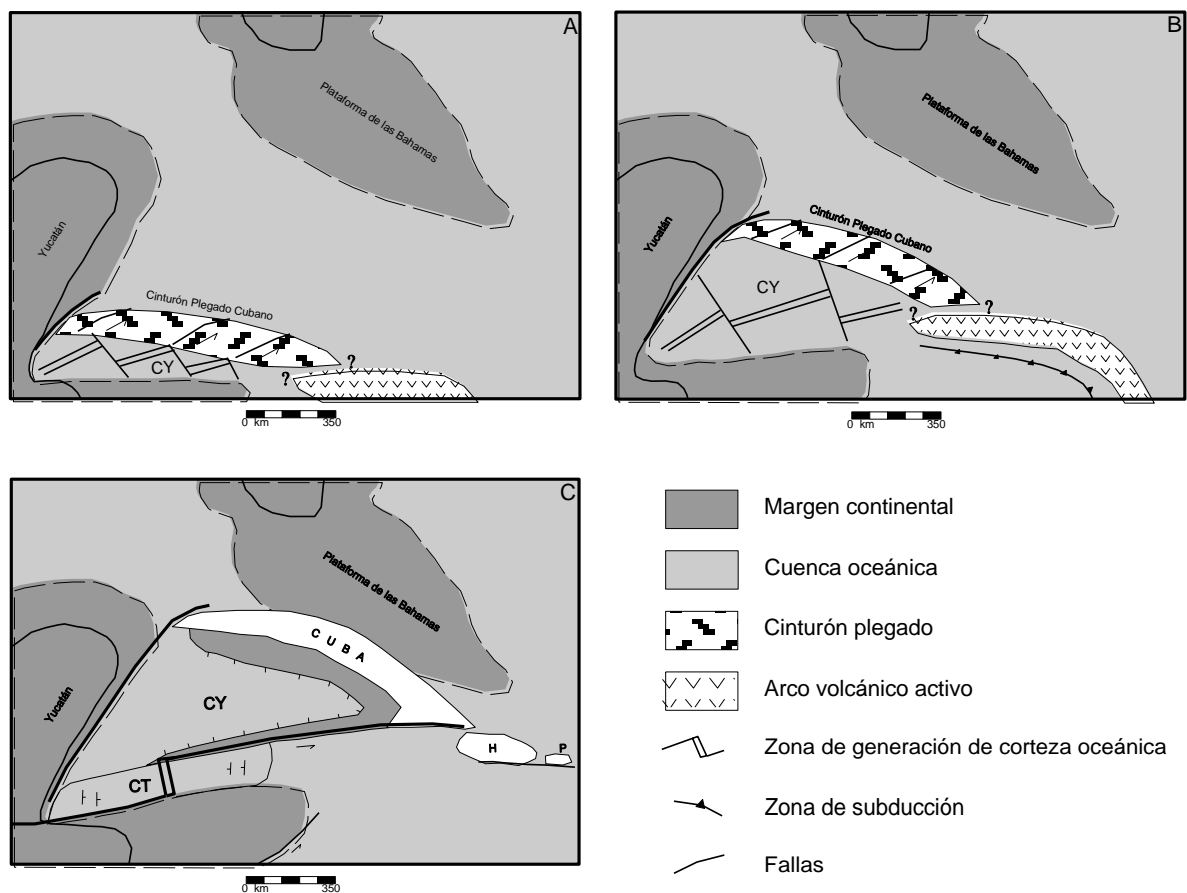 A
Plataforma de las Bahamas
Yucatán
Cinturón Plegado Cubano
CY
?
?
0 km 350
B
Plataforma de las Bahamas
Yucatán
Cinturón Plegado Cubano
CY
?
?
0 km 350
C
Plataforma de las Bahamas
CUBA
Yucatán
CY
H
P
CT
0 km 350
Margen continental
Cuenca oceánica
Cinturón plegado
Arco volcánico activo
Zona de generación de corteza oceánica
Zona de subducción
Fallas